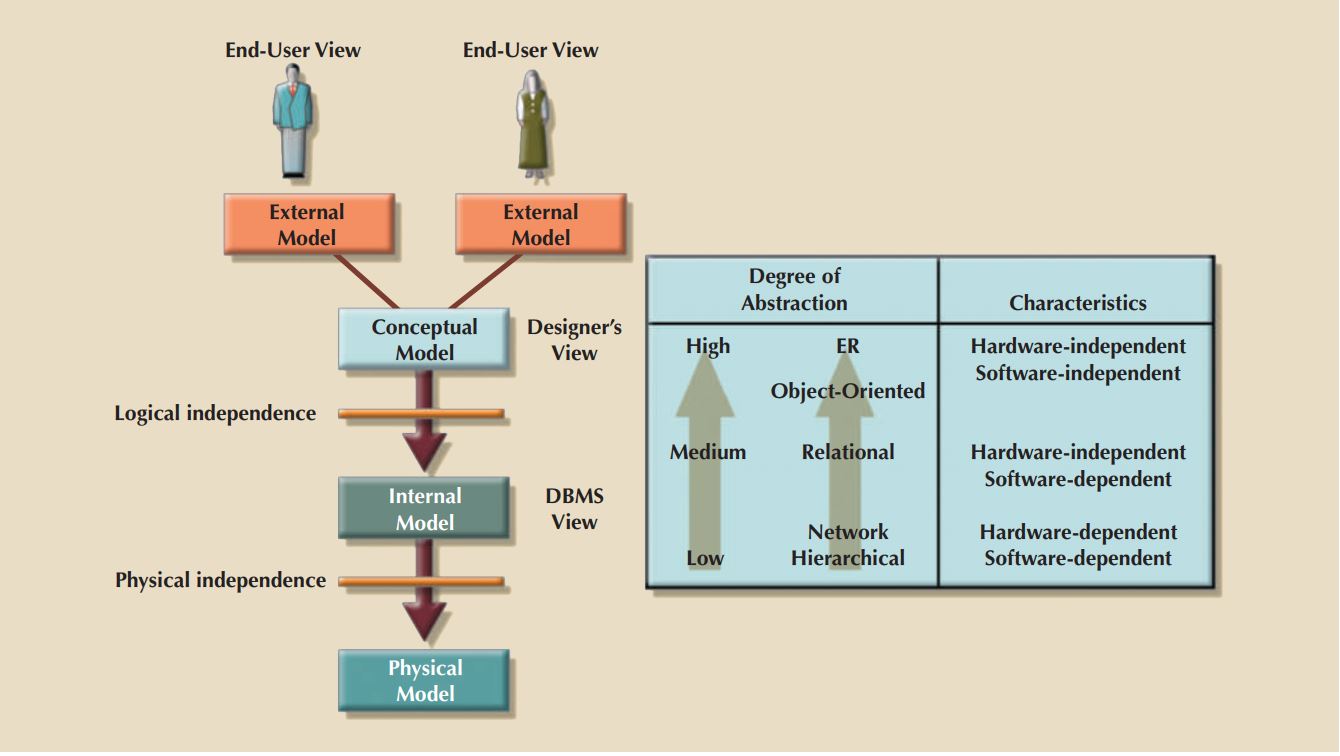 End-User View
End-User View
External
Model
External
Model
Conceptual
Model
Designer's
View
Logical independence
Internal
Model
DBMS
View
Physical independence
Physical
Model
Degree of
Abstraction
Characteristics
High
ER
Hardware-independent
Software-independent
Object-Oriented
Medium
Relational
Hardware-independent
Software-dependent
Low
Network
Hierarchical
Hardware-dependent
Software-dependent